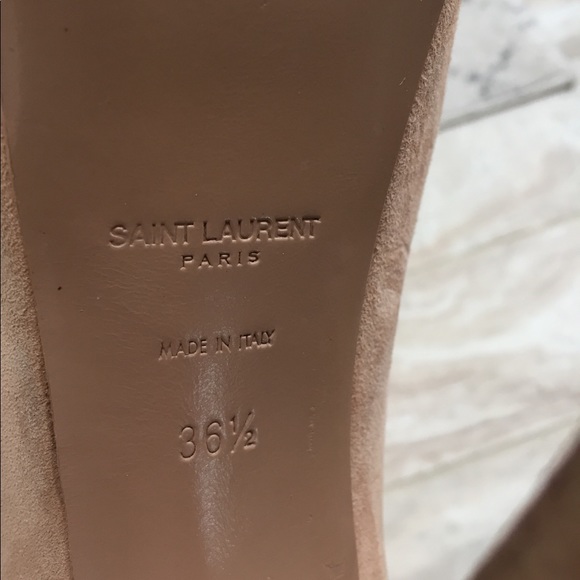 SAINT LAURENT
PARIS
MADE IN ITALY
36½